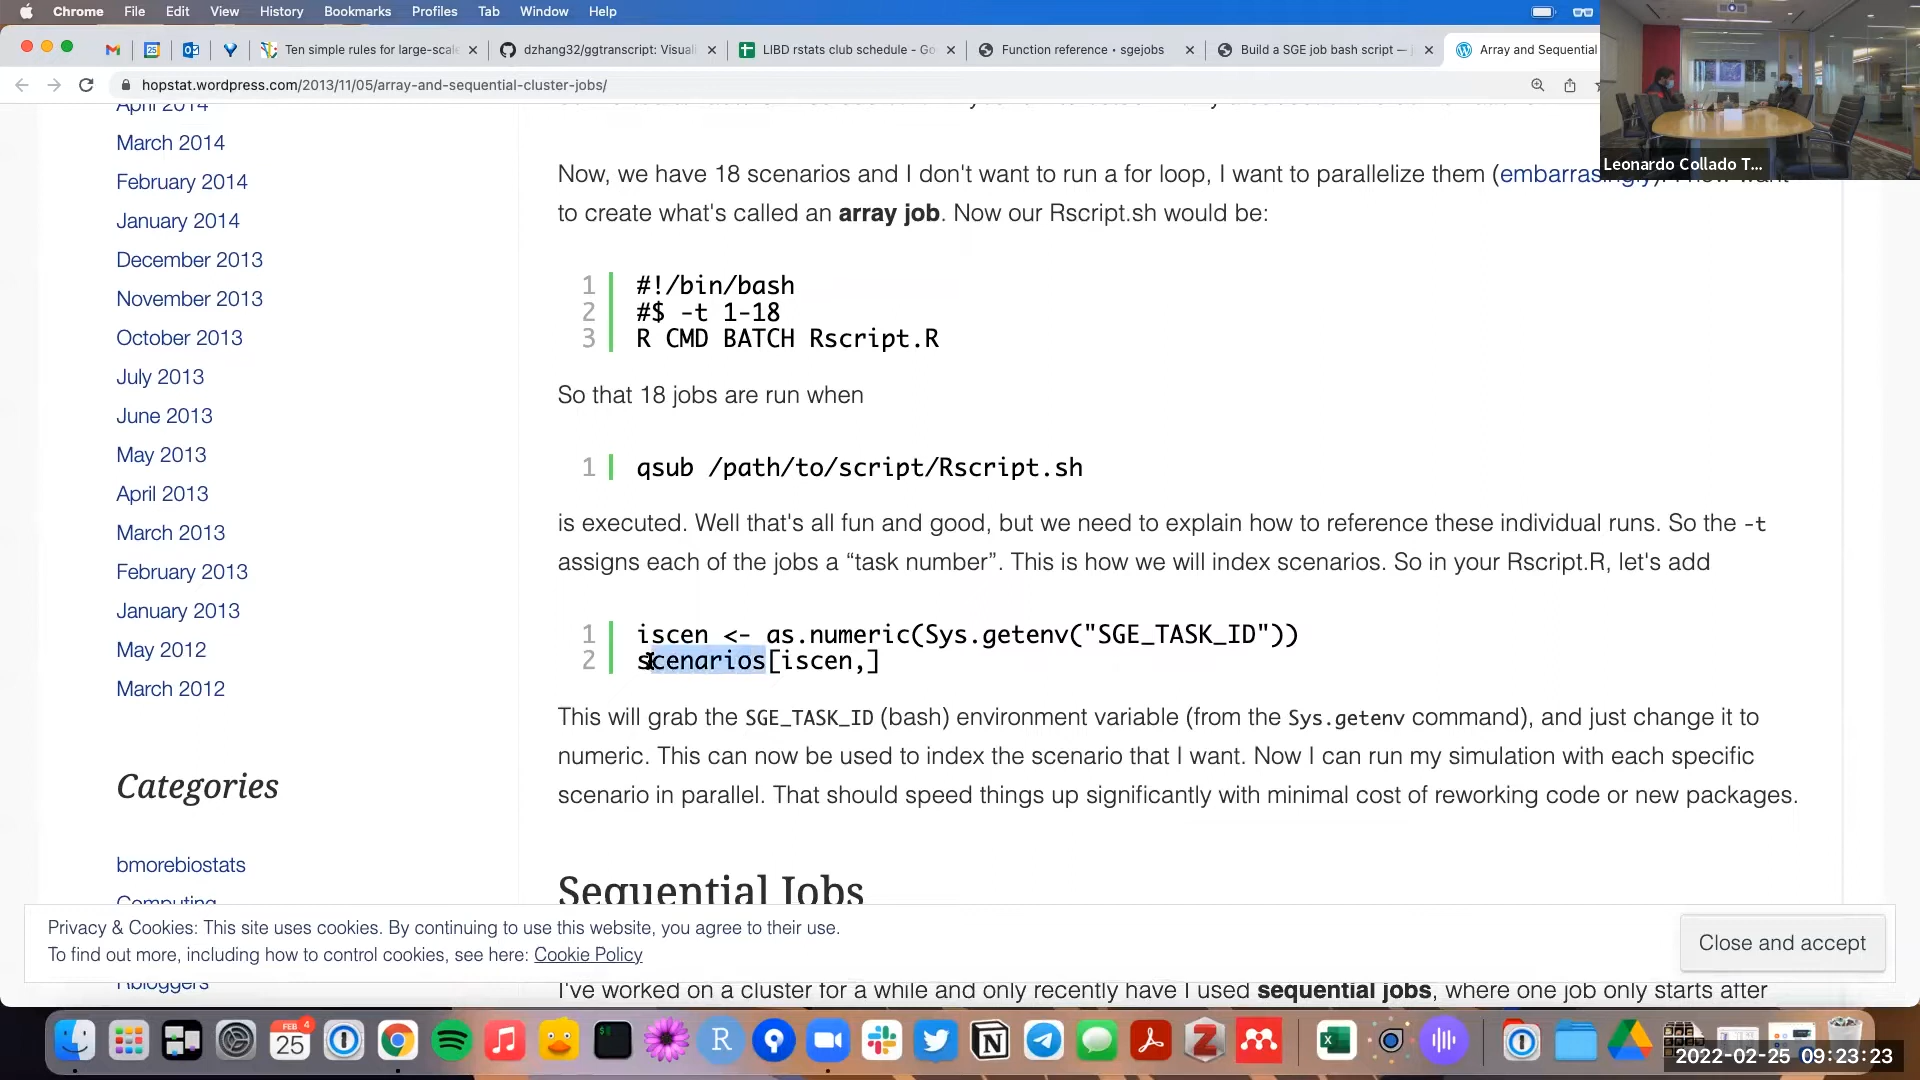 Chrome File Edit View History Bookmarks Profiles Tab Window Help
Ten simple rules for large-scale
dzhang32/ggtranscript: Visuali
LIBD rstats club schedule - Go
Function reference • sgejobs
Build a SGE job bash script —
Array and Sequential
hopstat.wordpress.com/2013/11/05/array-and-sequential-cluster-jobs/
Leonardo Collado T...
April 2014
March 2014
February 2014
January 2014
December 2013
November 2013
October 2013
July 2013
June 2013
May 2013
April 2013
March 2013
February 2013
January 2013
May 2012
March 2012
Categories
bmorebiostats
Computing
Rbloggers
Now, we have 18 scenarios and I don't want to run a for loop, I want to parallelize them (embarrasingly). I now want
to create what's called an array job. Now our Rscript.sh would be:
1 #!/bin/bash
2 #$ -t 1-18
3 R CMD BATCH Rscript.R
So that 18 jobs are run when
1 qsub /path/to/script/Rscript.sh
is executed. Well that's all fun and good, but we need to explain how to reference these individual runs. So the -t
assigns each of the jobs a “task number”. This is how we will index scenarios. So in your Rscript.R, let's add
1 iscen <- as.numeric(Sys.getenv("SGE_TASK_ID"))
2 scenarios[iscen,]
This will grab the SGE_TASK_ID (bash) environment variable (from the Sys.getenv command), and just change it to
numeric. This can now be used to index the scenario that I want. Now I can run my simulation with each specific
scenario in parallel. That should speed things up significantly with minimal cost of reworking code or new packages.
Sequential Jobs
Privacy & Cookies: This site uses cookies. By continuing to use this website, you agree to their use.
To find out more, including how to control cookies, see here: Cookie Policy
Close and accept
I've worked on a cluster for a while and only recently have I used sequential jobs, where one job only starts after
FEB 4
25
2022-02-25 09:23:23